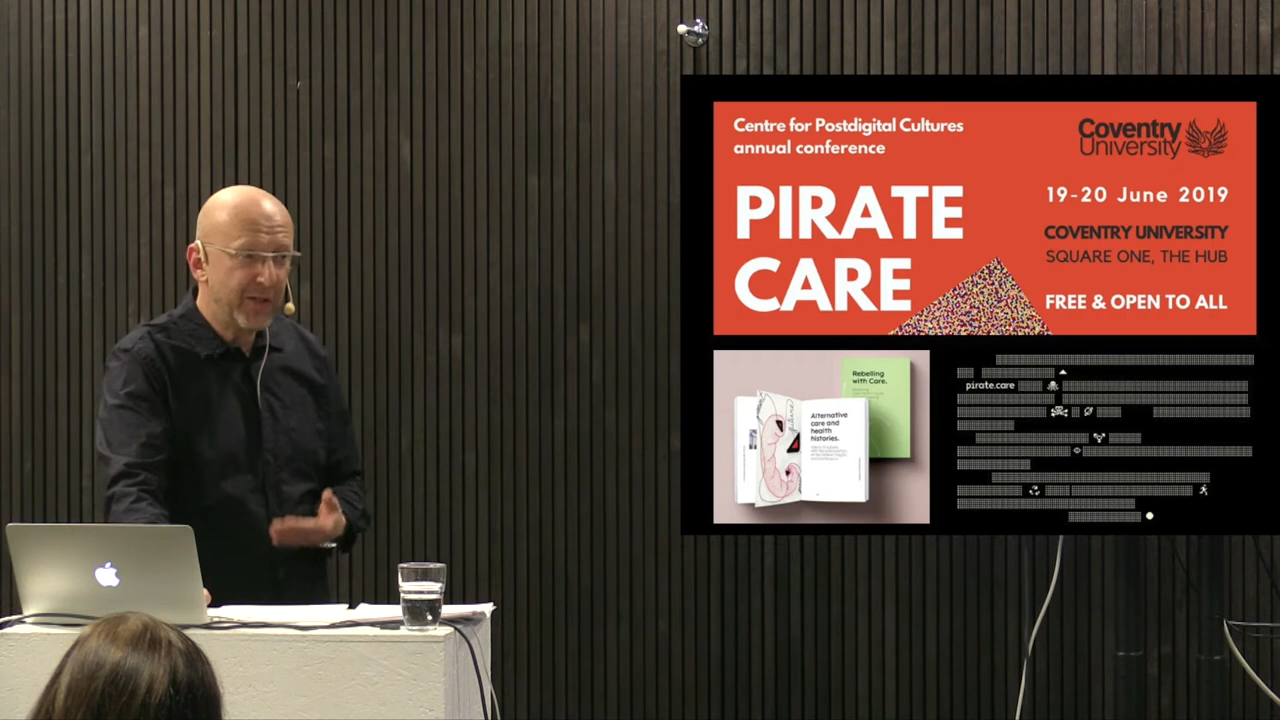 Centre for Postdigital Cultures
annual conference
Coventry
University
PIRATE
CARE
19-20 June 2019
COVENTRY UNIVERSITY
SQUARE ONE, THE HUB
FREE & OPEN TO ALL
Rebelling
with Care.
Alternative
care and
health
histories.
pirate.care